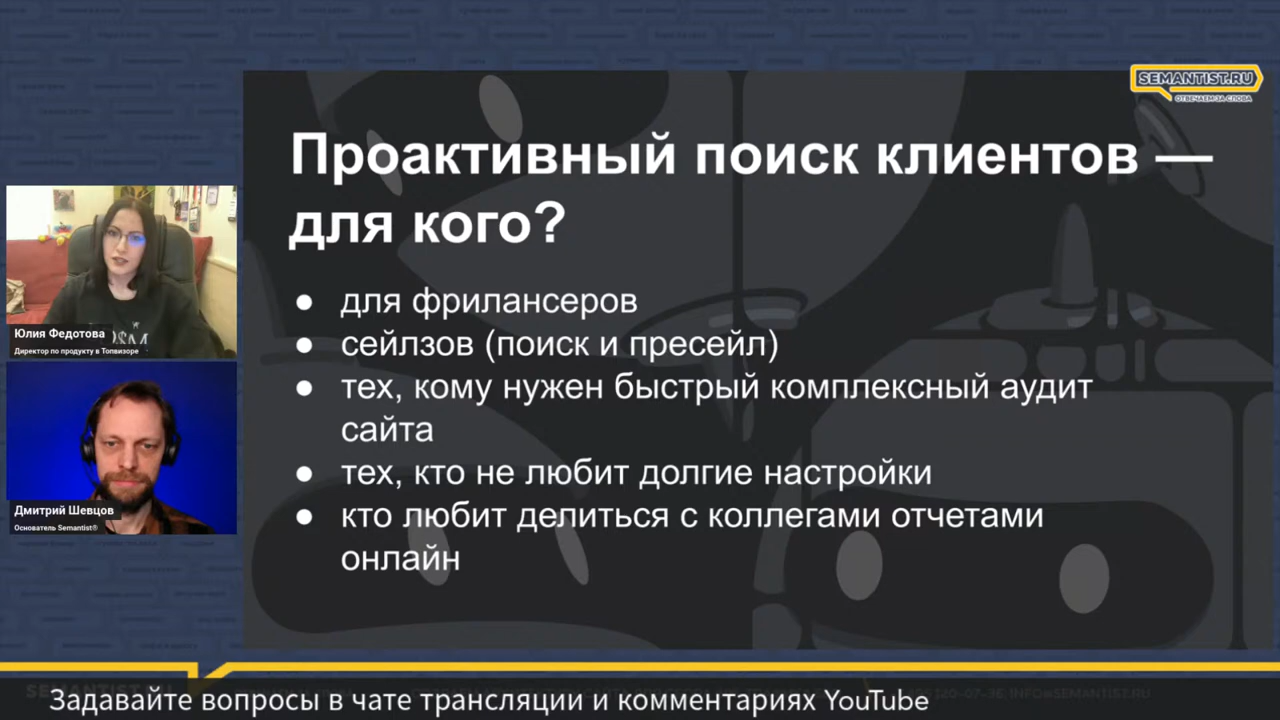 SEMANTIST.RU
ОТВЕЧАЕМ ЗА СЛОВА
Проактивный поиск клиентов —
для кого?
● для фрилансеров
● сейлзов (поиск и пресейл)
● тех, кому нужен быстрый комплексный аудит
сайта
● тех, кто не любит долгие настройки
● кто любит делиться с коллегами отчетами
онлайн
Юлия Федотова
Директор по продукту в Топвизоре
Дмитрий Шевцов
Основатель Semantist®
Задавайте вопросы в чате трансляции и комментариях YouTube